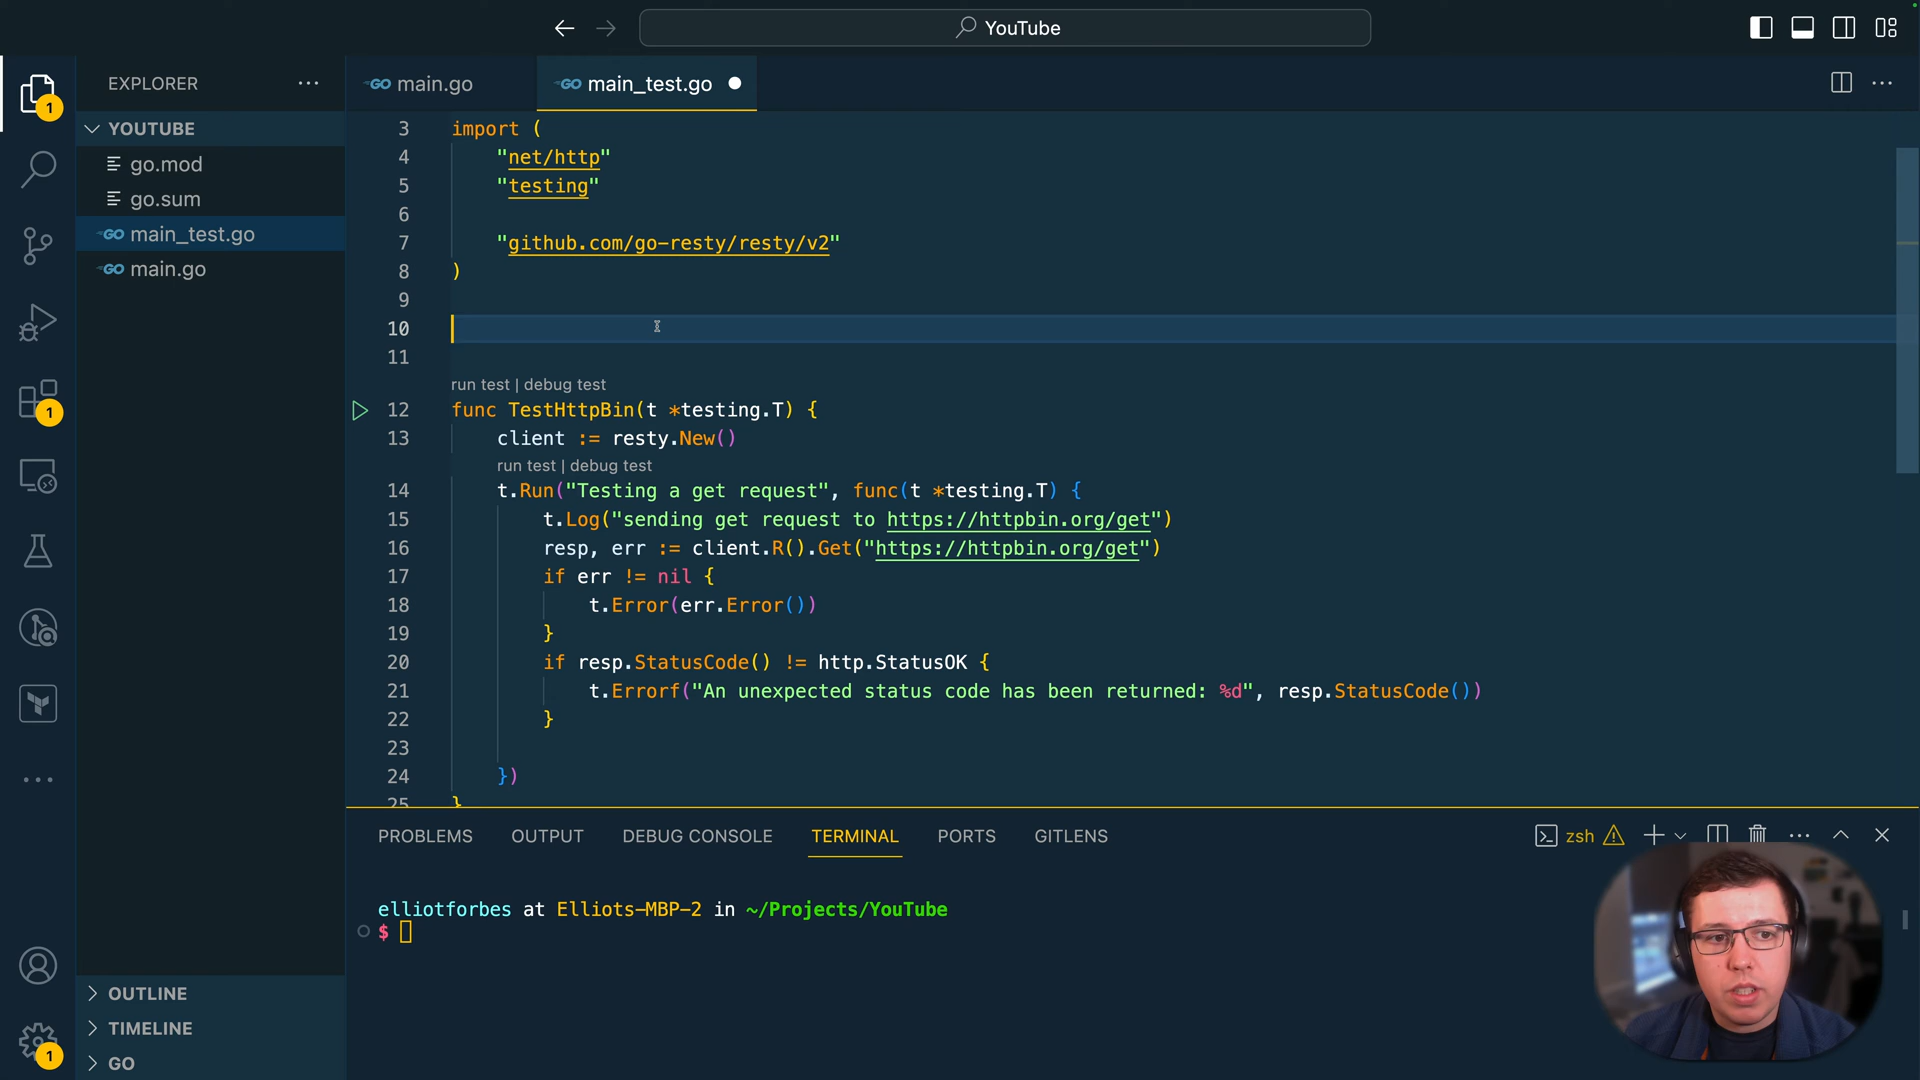 YouTube
EXPLORER
YOUTUBE
go.mod
go.sum
main_test.go
main.go
OUTLINE
TIMELINE
GO
1
1
1
main.go
main_test.go
3 import (
4 "net/http"
5 "testing"
6
7 "github.com/go-resty/resty/v2"
8 )
9
10
11
run test | debug test
12 func TestHttpBin(t *testing.T) {
13 client := resty.New()
run test | debug test
14 t.Run("Testing a get request", func(t *testing.T) {
15 t.Log("sending get request to https://httpbin.org/get")
16 resp, err := client.R().Get("https://httpbin.org/get")
17 if err != nil {
18 t.Error(err.Error())
19 }
20 if resp.StatusCode() != http.StatusOK {
21 t.Errorf("An unexpected status code has been returned: %d", resp.StatusCode())
22 }
23
24 })
25 }
PROBLEMS OUTPUT DEBUG CONSOLE TERMINAL PORTS GITLENS
zsh
elliotforbes at Elliots-MBP-2 in ~/Projects/YouTube
$